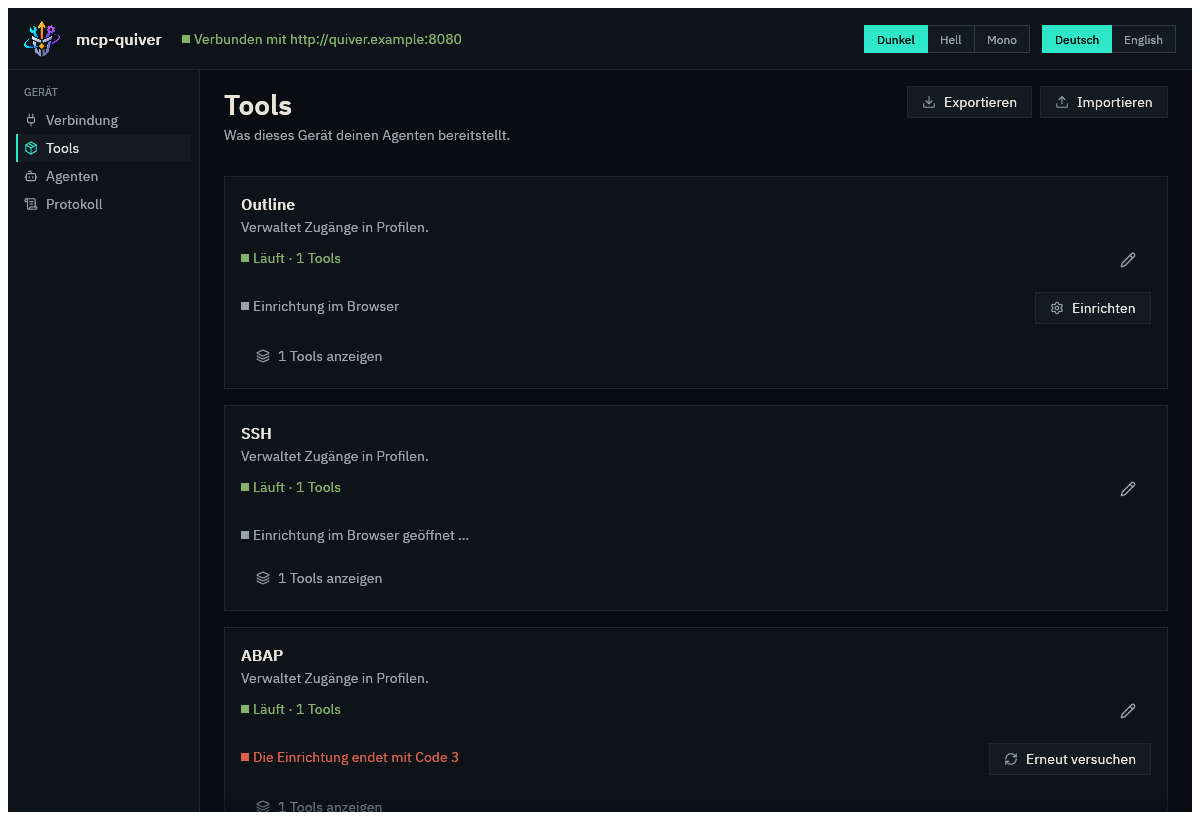 mcp-quiver
Verbunden mit http://quiver.example:8080
Dunkel
Hell
Mono
Deutsch
English
GERÄT
Verbindung
Tools
Agenten
Protokoll
Tools
Was dieses Gerät deinen Agenten bereitstellt.
Exportieren
Importieren
Outline
Verwaltet Zugänge in Profilen.
Läuft · 1 Tools
Einrichtung im Browser
Einrichten
1 Tools anzeigen
SSH
Verwaltet Zugänge in Profilen.
Läuft · 1 Tools
Einrichtung im Browser geöffnet ...
1 Tools anzeigen
ABAP
Verwaltet Zugänge in Profilen.
Läuft · 1 Tools
Die Einrichtung endet mit Code 3
Erneut versuchen
1 Tools anzeigen